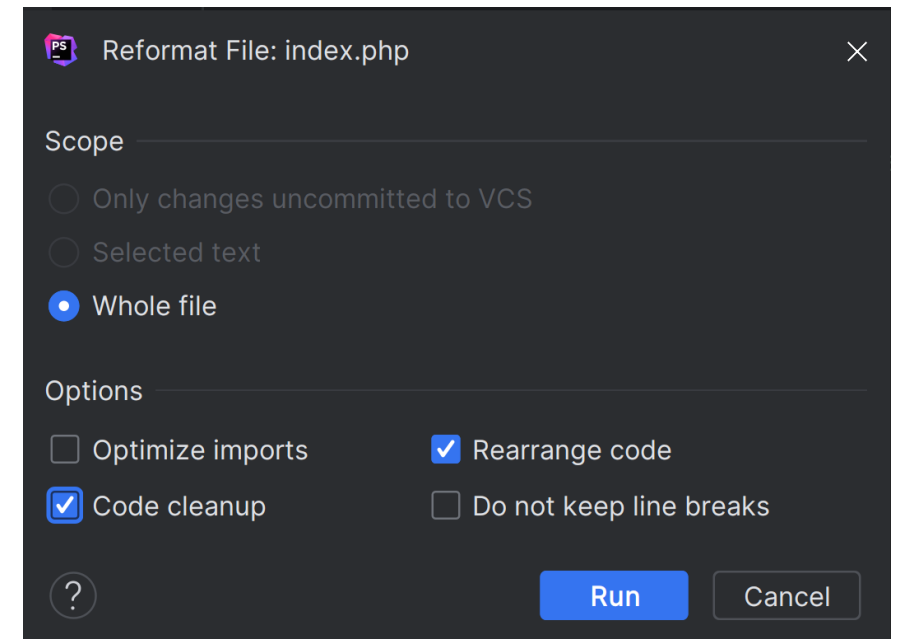 PS
Reformat File: index.php
Scope
Only changes uncommitted to VCS
Selected text
Whole file
Options
Optimize imports
Rearrange code
Code cleanup
Do not keep line breaks
?
Run
Cancel